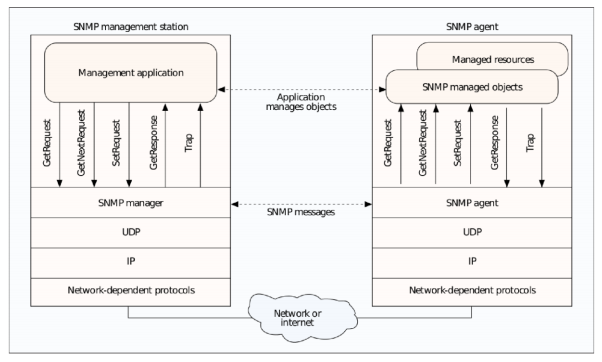 SNMP management station
SNMP agent
Management application
Managed resources
SNMP managed objects
Application
manages objects
GetRequest
GetNextRequest
SetRequest
GetResponse
Trap
GetRequest
GetNextRequest
SetRequest
GetResponse
Trap
SNMP manager
SNMP messages
SNMP agent
UDP
UDP
IP
IP
Network-dependent protocols
Network-dependent protocols
Network or
internet